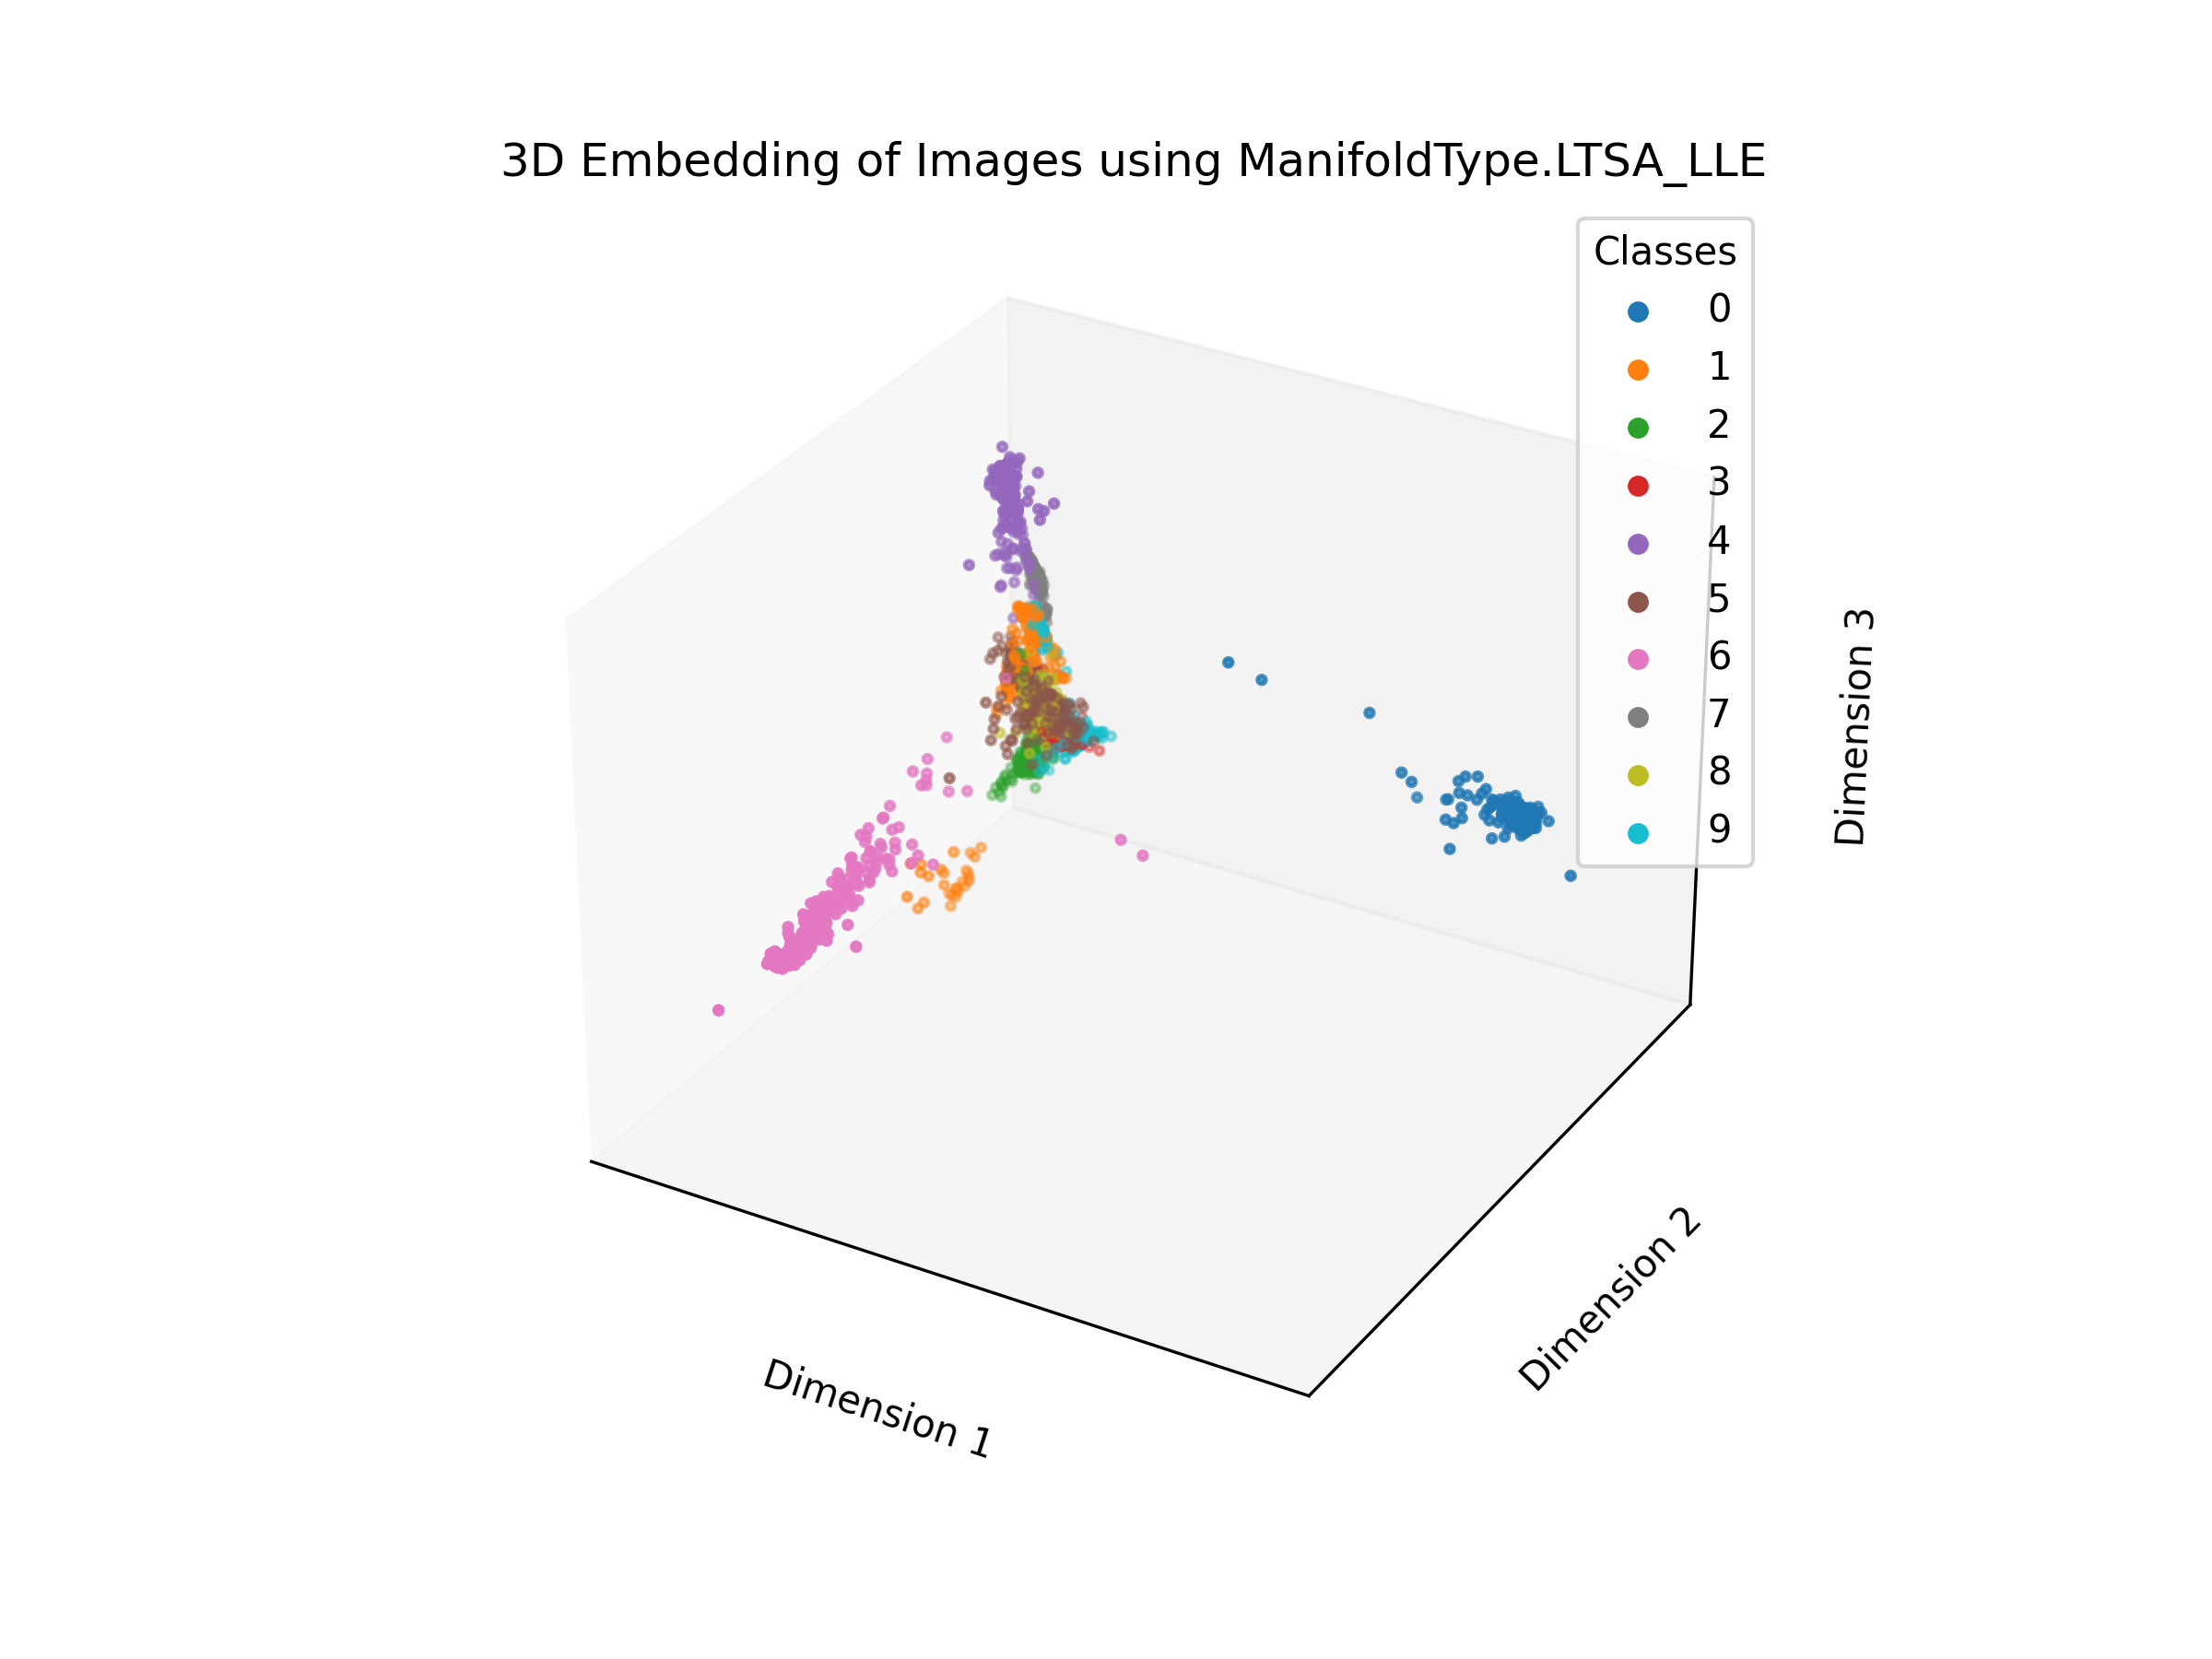 3D Embedding of Images using ManifoldType.LTSA_LLE
Classes
0
1
2
3
4
5
6
7
8
9
Dimension 3
Dimension 2
Dimension 1